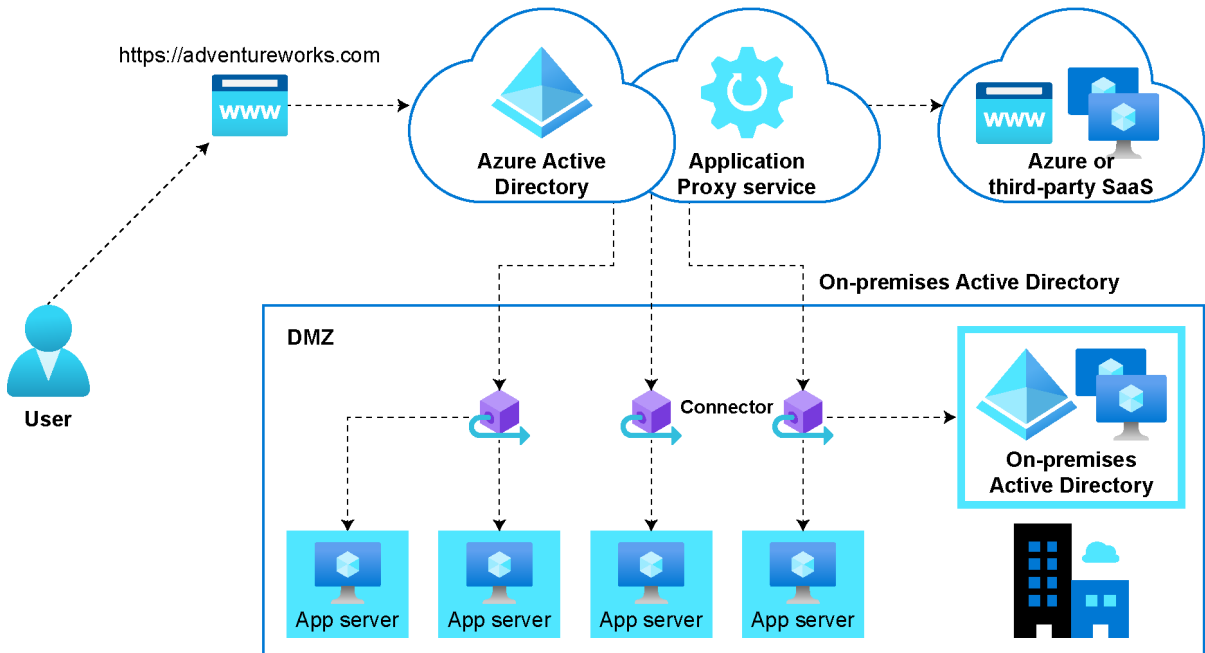 https://adventureworks.com
www
Azure Active
Directory
Application
Proxy service
www
Azure or
third-party SaaS
User
On-premises Active Directory
DMZ
Connector
On-premises
Active Directory
App server
App server
App server
App server